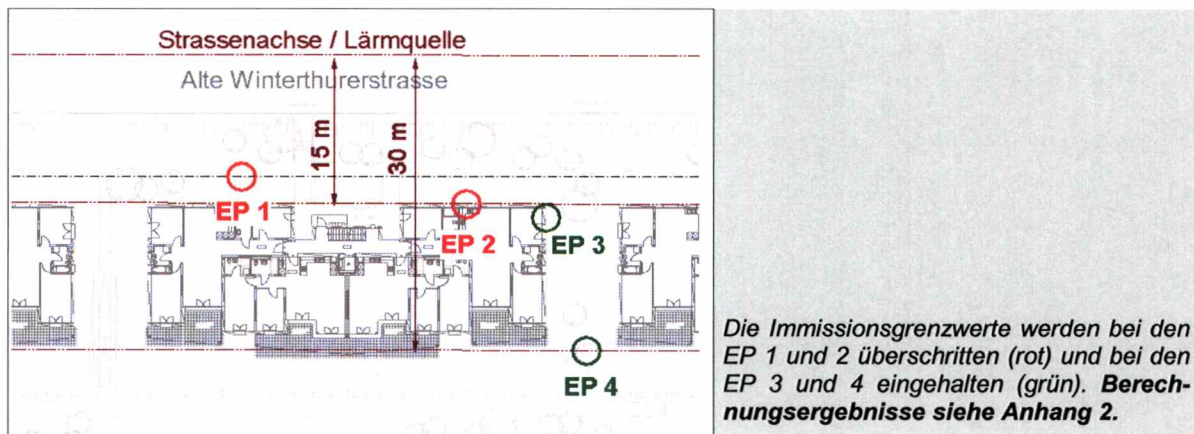 Strassenachse / Lärmquelle
Alte Winterthurerstrasse
15 m
30 m
EP 1
EP 2
EP 3
EP 4
Die Immissionsgrenzwerte werden bei den
EP 1 und 2 überschritten (rot) und bei den
EP 3 und 4 eingehalten (grün). Berech-
nungsergebnisse siehe Anhang 2.